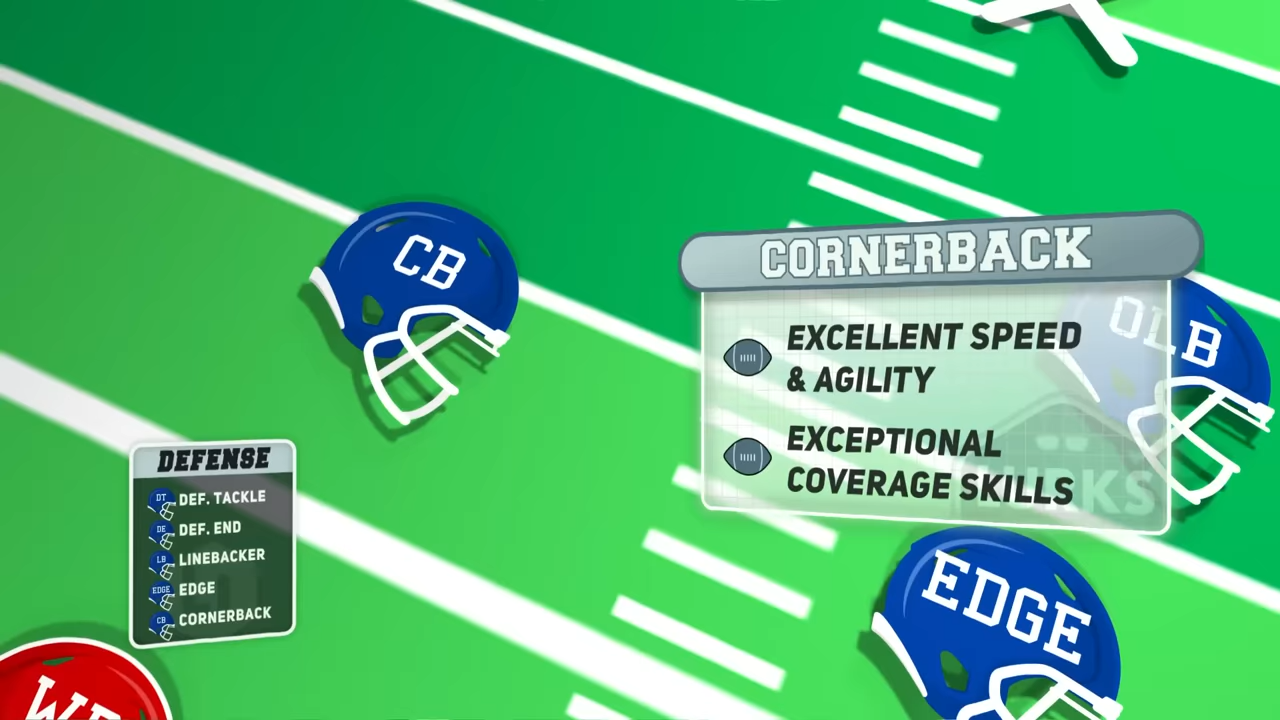 CB
CORNERBACK
EXCELLENT SPEED
& AGILITY
EXCEPTIONAL
COVERAGE SKILLS
OLB
DEFENSE
DT DEF. TACKLE
DE DEF. END
LB LINEBACKER
EDGE EDGE
CB CORNERBACK
EDGE